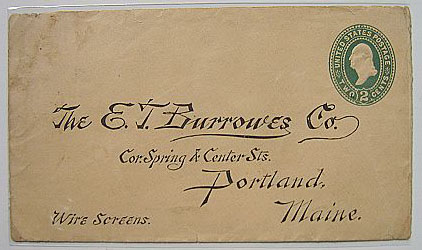 UNITED STATES POSTAGE
2
TWO CENTS
The E. T. Burrowes Co.
Cor. Spring & Center Sts.
Portland,
Maine.
Wire Screens.